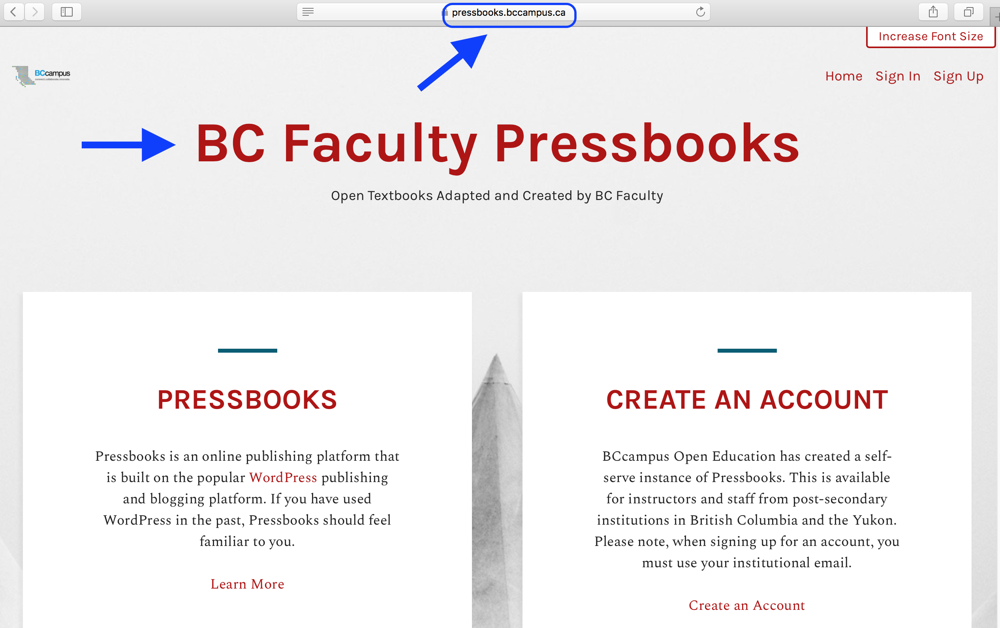 pressbooks.bccampus.ca
Increase Font Size
BCcampus
connect.collaborate.innovate.
Home Sign In Sign Up
BC Faculty Pressbooks
Open Textbooks Adapted and Created by BC Faculty
PRESSBOOKS
Pressbooks is an online publishing platform that
is built on the popular WordPress publishing
and blogging platform. If you have used
WordPress in the past, Pressbooks should feel
familiar to you.
Learn More
CREATE AN ACCOUNT
BCcampus Open Education has created a self-
serve instance of Pressbooks. This is available
for instructors and staff from post-secondary
institutions in British Columbia and the Yukon.
Please note, when signing up for an account, you
must use your institutional email.
Create an Account